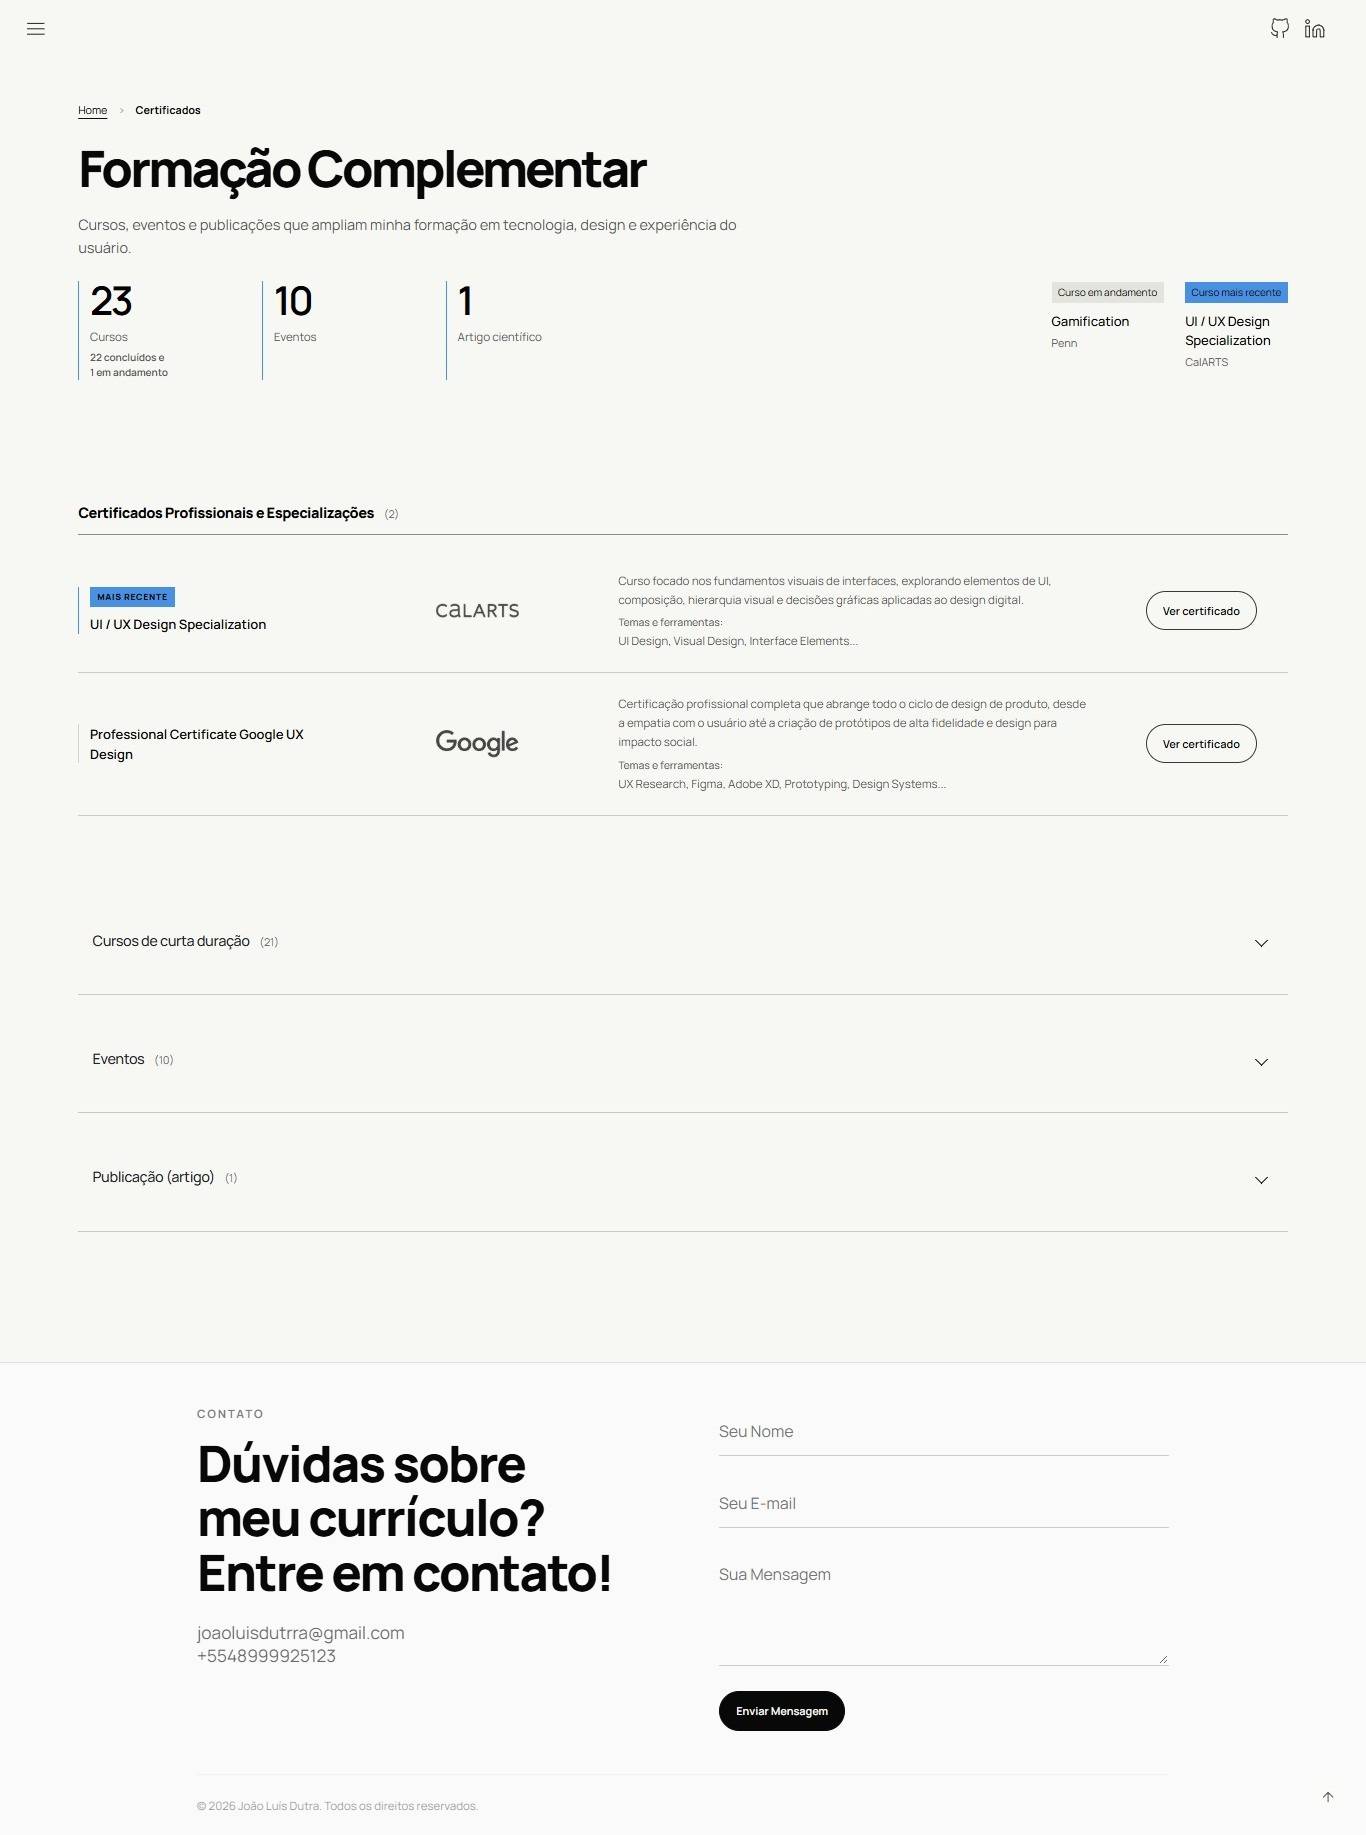 Home > Certificados
Formação Complementar
Cursos, eventos e publicações que ampliam minha formação em tecnologia, design e experiência do
usuário.
23
Cursos
22 concluídos e
1 em andamento
10
Eventos
1
Artigo científico
Curso em andamento
Gamification
Penn
Curso mais recente
UI / UX Design
Specialization
CalARTS
Certificados Profissionais e Especializações (2)
MAIS RECENTE
UI / UX Design Specialization
CalARTS
Curso focado nos fundamentos visuais de interfaces, explorando elementos de UI,
composição, hierarquia visual e decisões gráficas aplicadas ao design digital.
Temas e ferramentas:
UI Design, Visual Design, Interface Elements...
Ver certificado
Professional Certificate Google UX
Design
Google
Certificação profissional completa que abrange todo o ciclo de design de produto, desde
a empatia com o usuário até a criação de protótipos de alta fidelidade e design para
impacto social.
Temas e ferramentas:
UX Research, Figma, Adobe XD, Prototyping, Design Systems...
Ver certificado
Cursos de curta duração (21)
Eventos (10)
Publicação (artigo) (1)
CONTATO
Dúvidas sobre
meu currículo?
Entre em contato!
joaoluisdutrra@gmail.com
+5548999925123
Seu Nome
Seu E-mail
Sua Mensagem
Enviar Mensagem
© 2026 João Luís Dutra. Todos os direitos reservados.